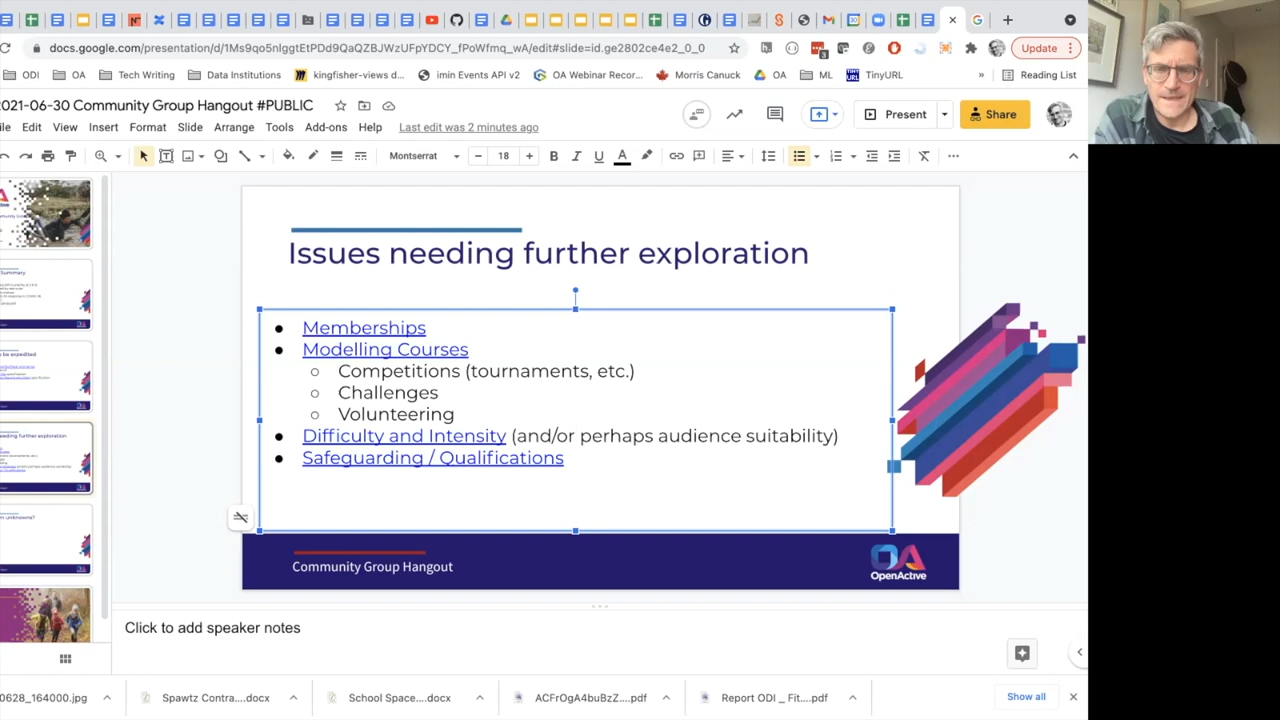 docs.google.com/presentation/d/1Ms9qo5nlggtEtPDd9QaQZBJWzUFpYDCY_fPoWfmq_wA/edit#slide=id.ge2802ce4e2_0_0
3
Update
ODI
OA
Tech Writing
Data Institutions
kingfisher-views d...
imin Events API v2
OA Webinar Recor...
Morris Canuck
OA
ML
TinyURL
»
Reading List
2021-06-30 Community Group Hangout #PUBLIC
ile Edit View Insert Format Slide Arrange Tools Add-ons Help Last edit was 2 minutes ago
Present
Share
Montserrat
18
B I U A
Issues needing further exploration
● Memberships
● Modelling Courses
○ Competitions (tournaments, etc.)
○ Challenges
○ Volunteering
● Difficulty and Intensity (and/or perhaps audience suitability)
● Safeguarding / Qualifications
Community Group Hangout
OpenActive
Click to add speaker notes
0628_164000.jpg
Spawtz Contra....docx
School Space....docx
ACFrOgA4buBzZ....pdf
Report ODI _ Fit....pdf
Show all